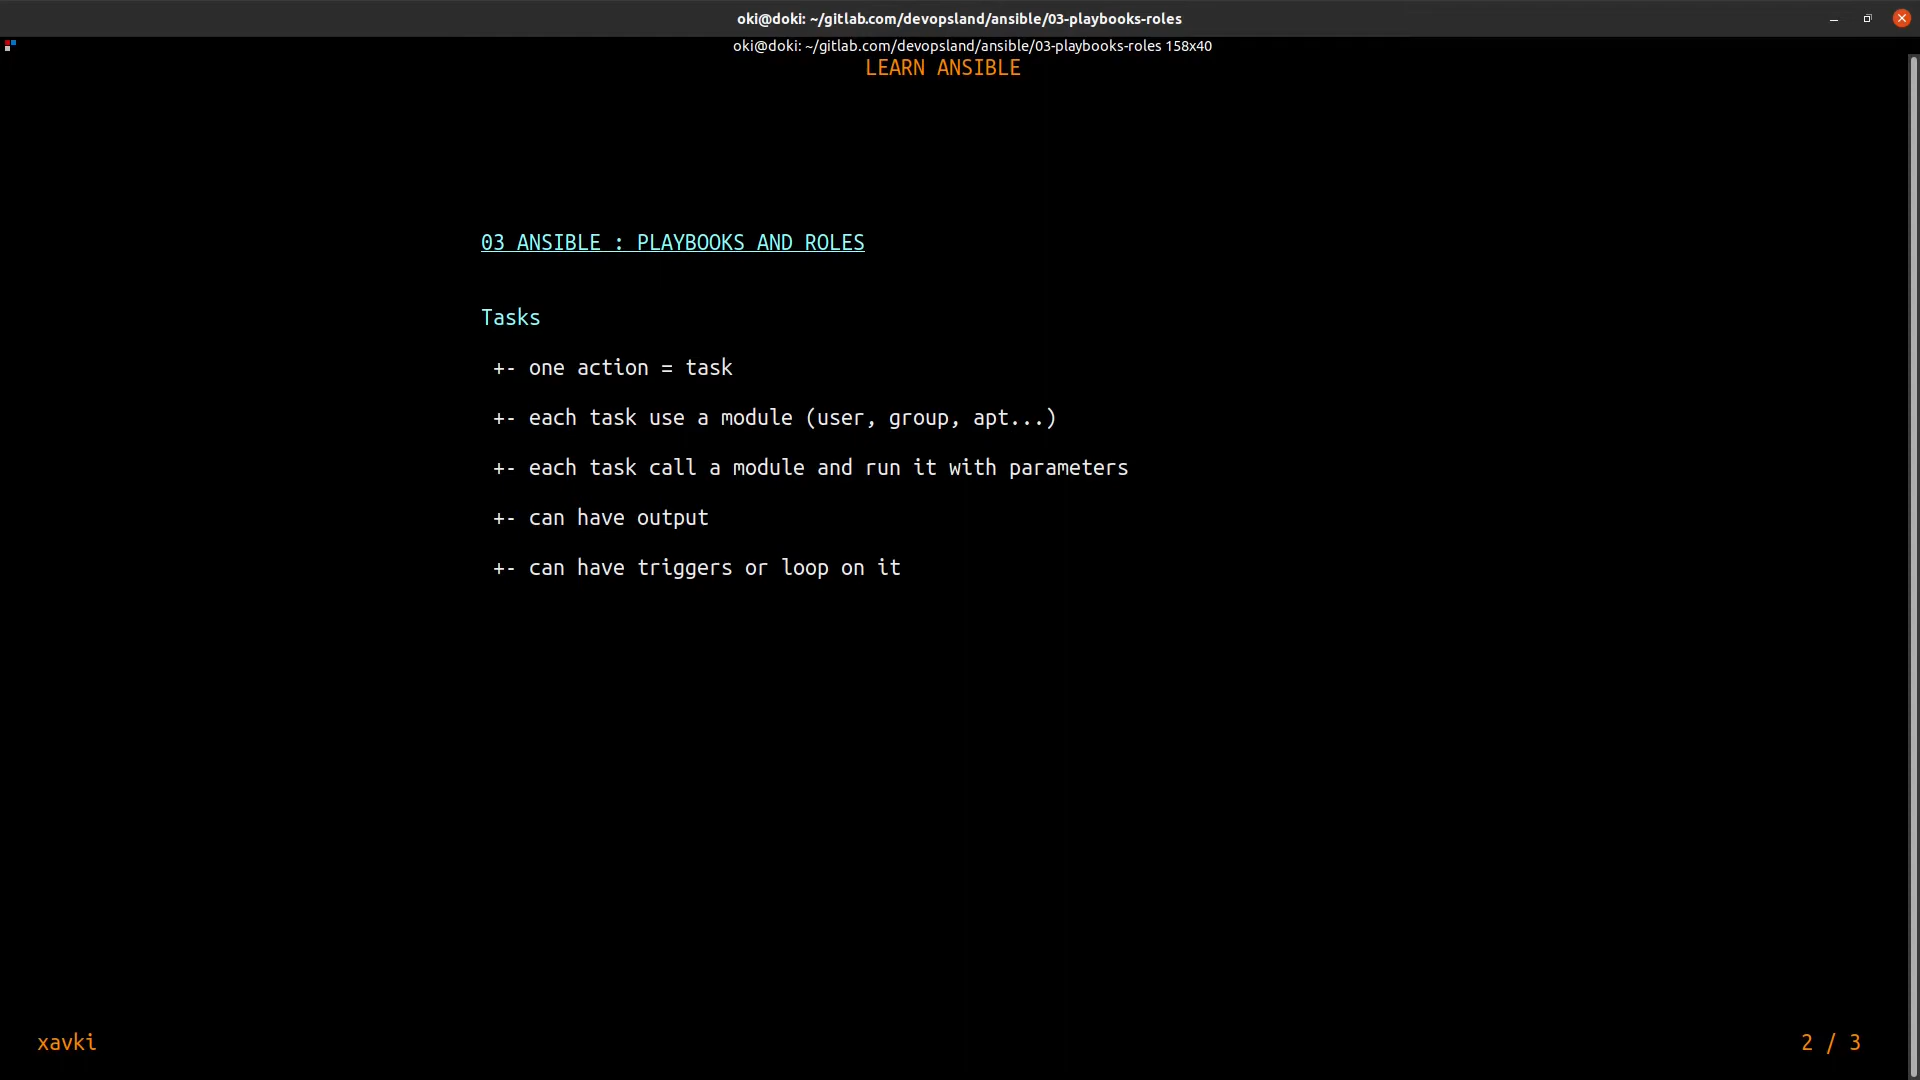 oki@doki: ~/gitlab.com/devopsland/ansible/03-playbooks-roles
oki@doki: ~/gitlab.com/devopsland/ansible/03-playbooks-roles 158x40
LEARN ANSIBLE
03 ANSIBLE : PLAYBOOKS AND ROLES
Tasks
+- one action = task
+- each task use a module (user, group, apt...)
+- each task call a module and run it with parameters
+- can have output
+- can have triggers or loop on it
xavki
2 / 3